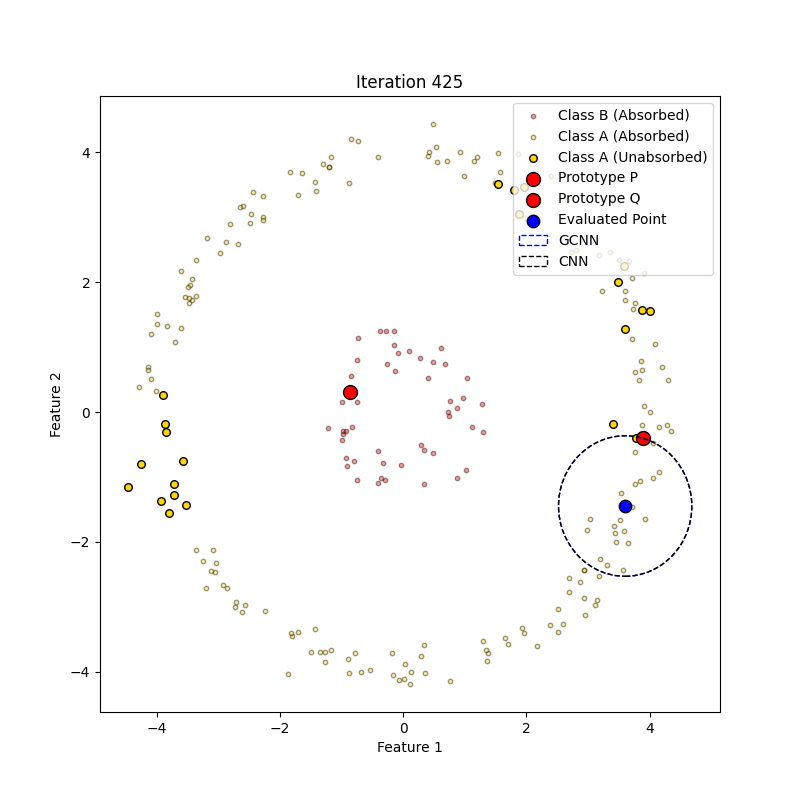 Iteration 425
Class B (Absorbed)
Class A (Absorbed)
Class A (Unabsorbed)
Prototype P
Prototype Q
Evaluated Point
GCNN
CNN
Feature 2
4
2
0
−2
−4
−4
−2
0
2
4
Feature 1